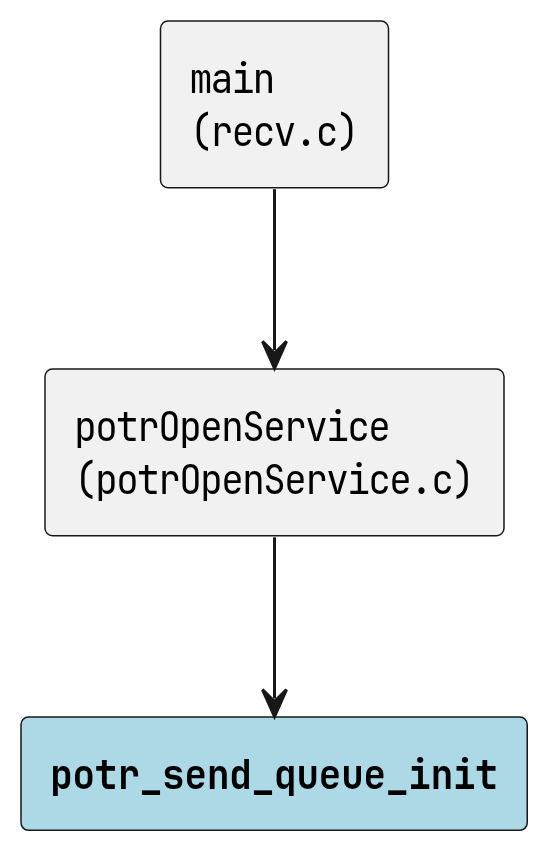 main
(recv.c)
potrOpenService
(potrOpenService.c)
potr_send_queue_init